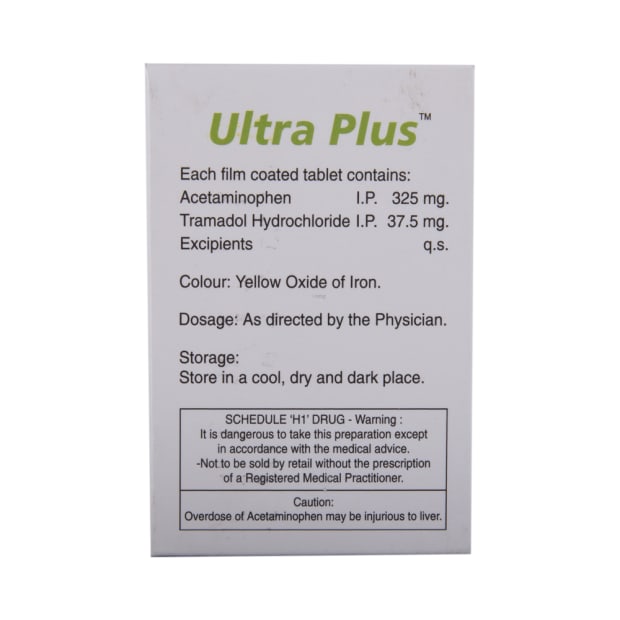 Ultra Plus™
Each film coated tablet contains:
Acetaminophen I.P. 325 mg.
Tramadol Hydrochloride I.P. 37.5 mg.
Excipients q.s.
Colour: Yellow Oxide of Iron.
Dosage: As directed by the Physician.
Storage:
Store in a cool, dry and dark place.
SCHEDULE 'H1' DRUG - Warning :
It is dangerous to take this preparation except
in accordance with the medical advice.
-Not to be sold by retail without the prescription
of a Registered Medical Practitioner.
Caution:
Overdose of Acetaminophen may be injurious to liver.